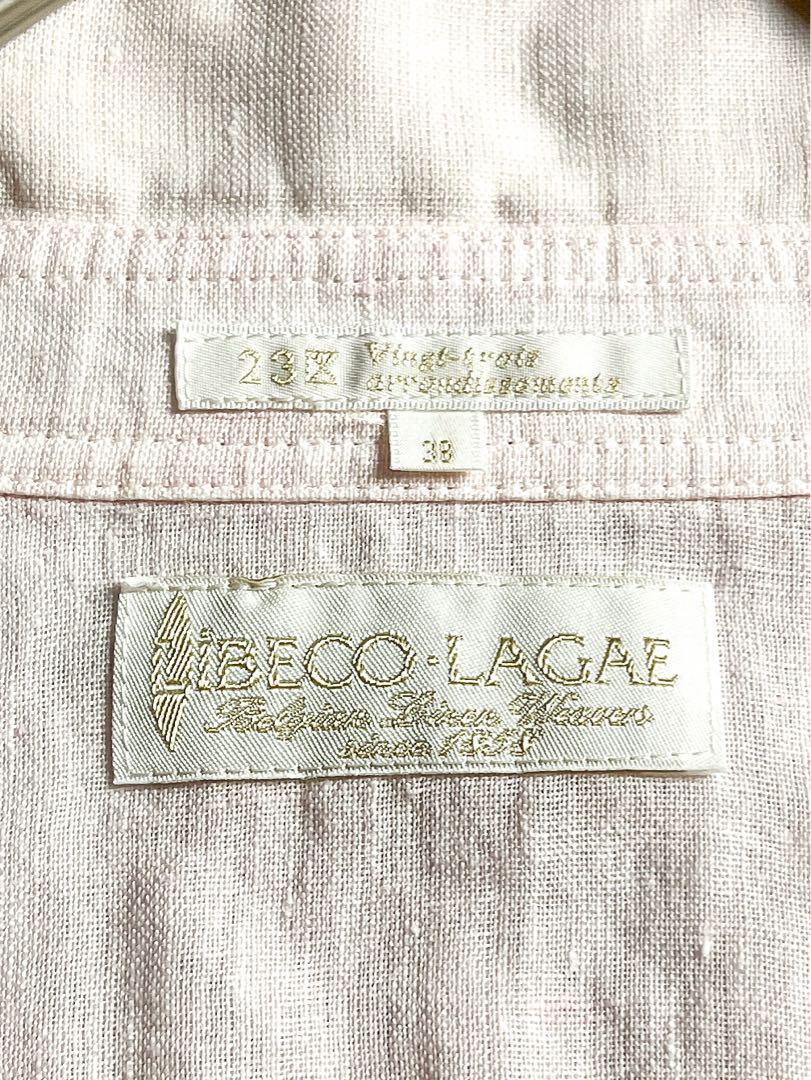 23区 Vingt-trois
arrondissements
38
LIBECO·LAGAE
Belgian Linen Weavers
since 1858